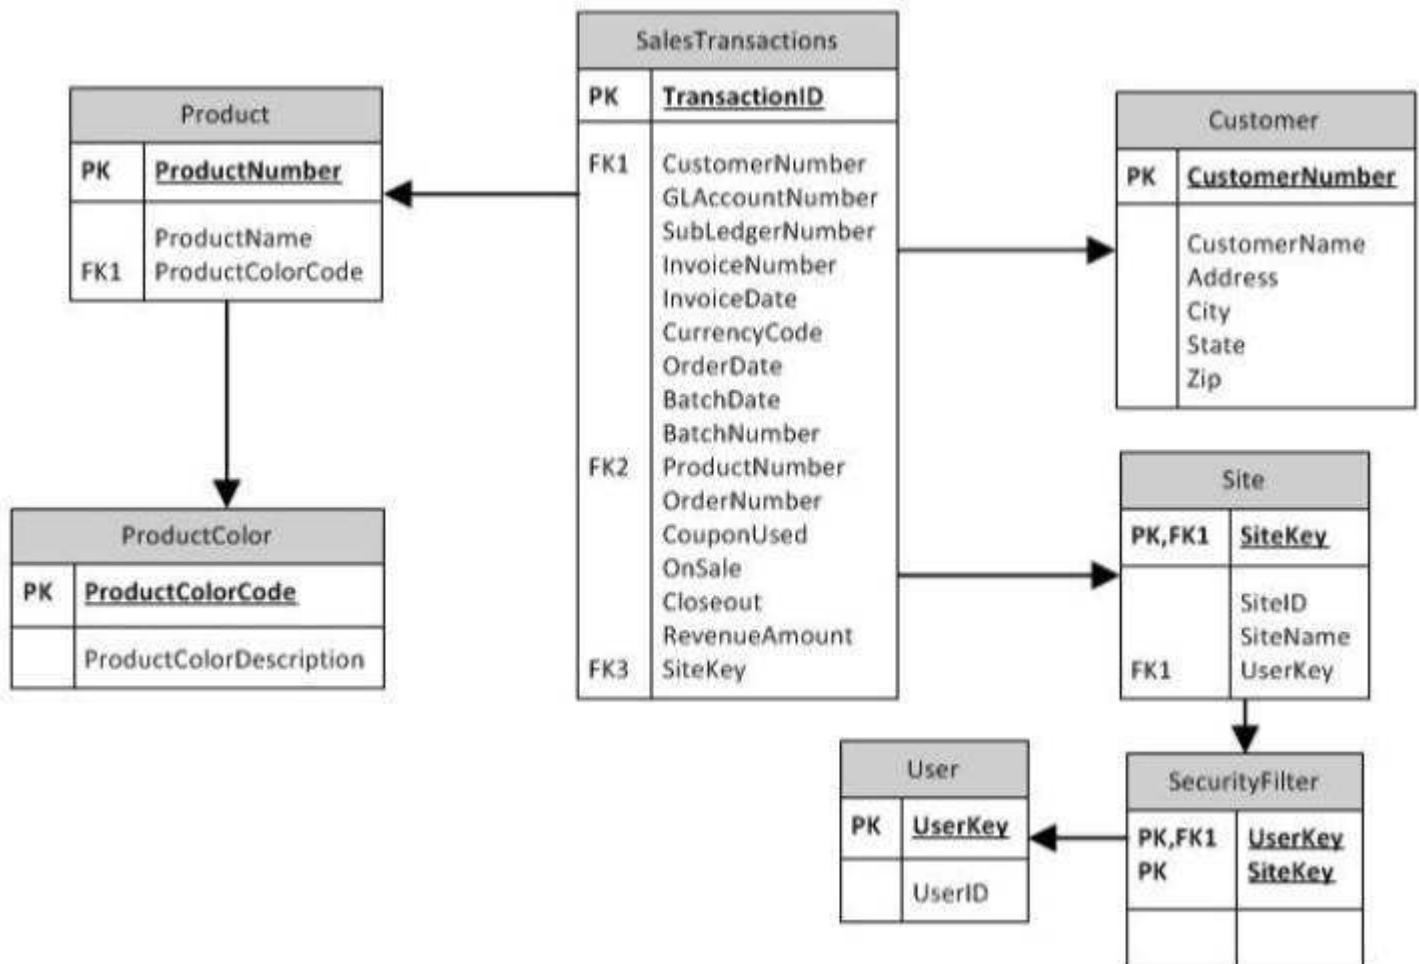 SalesTransactions
PK TransactionID
FK1 CustomerNumber
GLAccountNumber
SubLedgerNumber
InvoiceNumber
InvoiceDate
CurrencyCode
OrderDate
BatchDate
BatchNumber
FK2 ProductNumber
OrderNumber
CouponUsed
OnSale
Closeout
RevenueAmount
FK3 SiteKey
Product
PK ProductNumber
ProductName
FK1 ProductColorCode
ProductColor
PK ProductColorCode
ProductColorDescription
Customer
PK CustomerNumber
CustomerName
Address
City
State
Zip
Site
PK,FK1 SiteKey
SiteID
SiteName
FK1 UserKey
User
PK UserKey
UserID
SecurityFilter
PK,FK1 UserKey
PK SiteKey